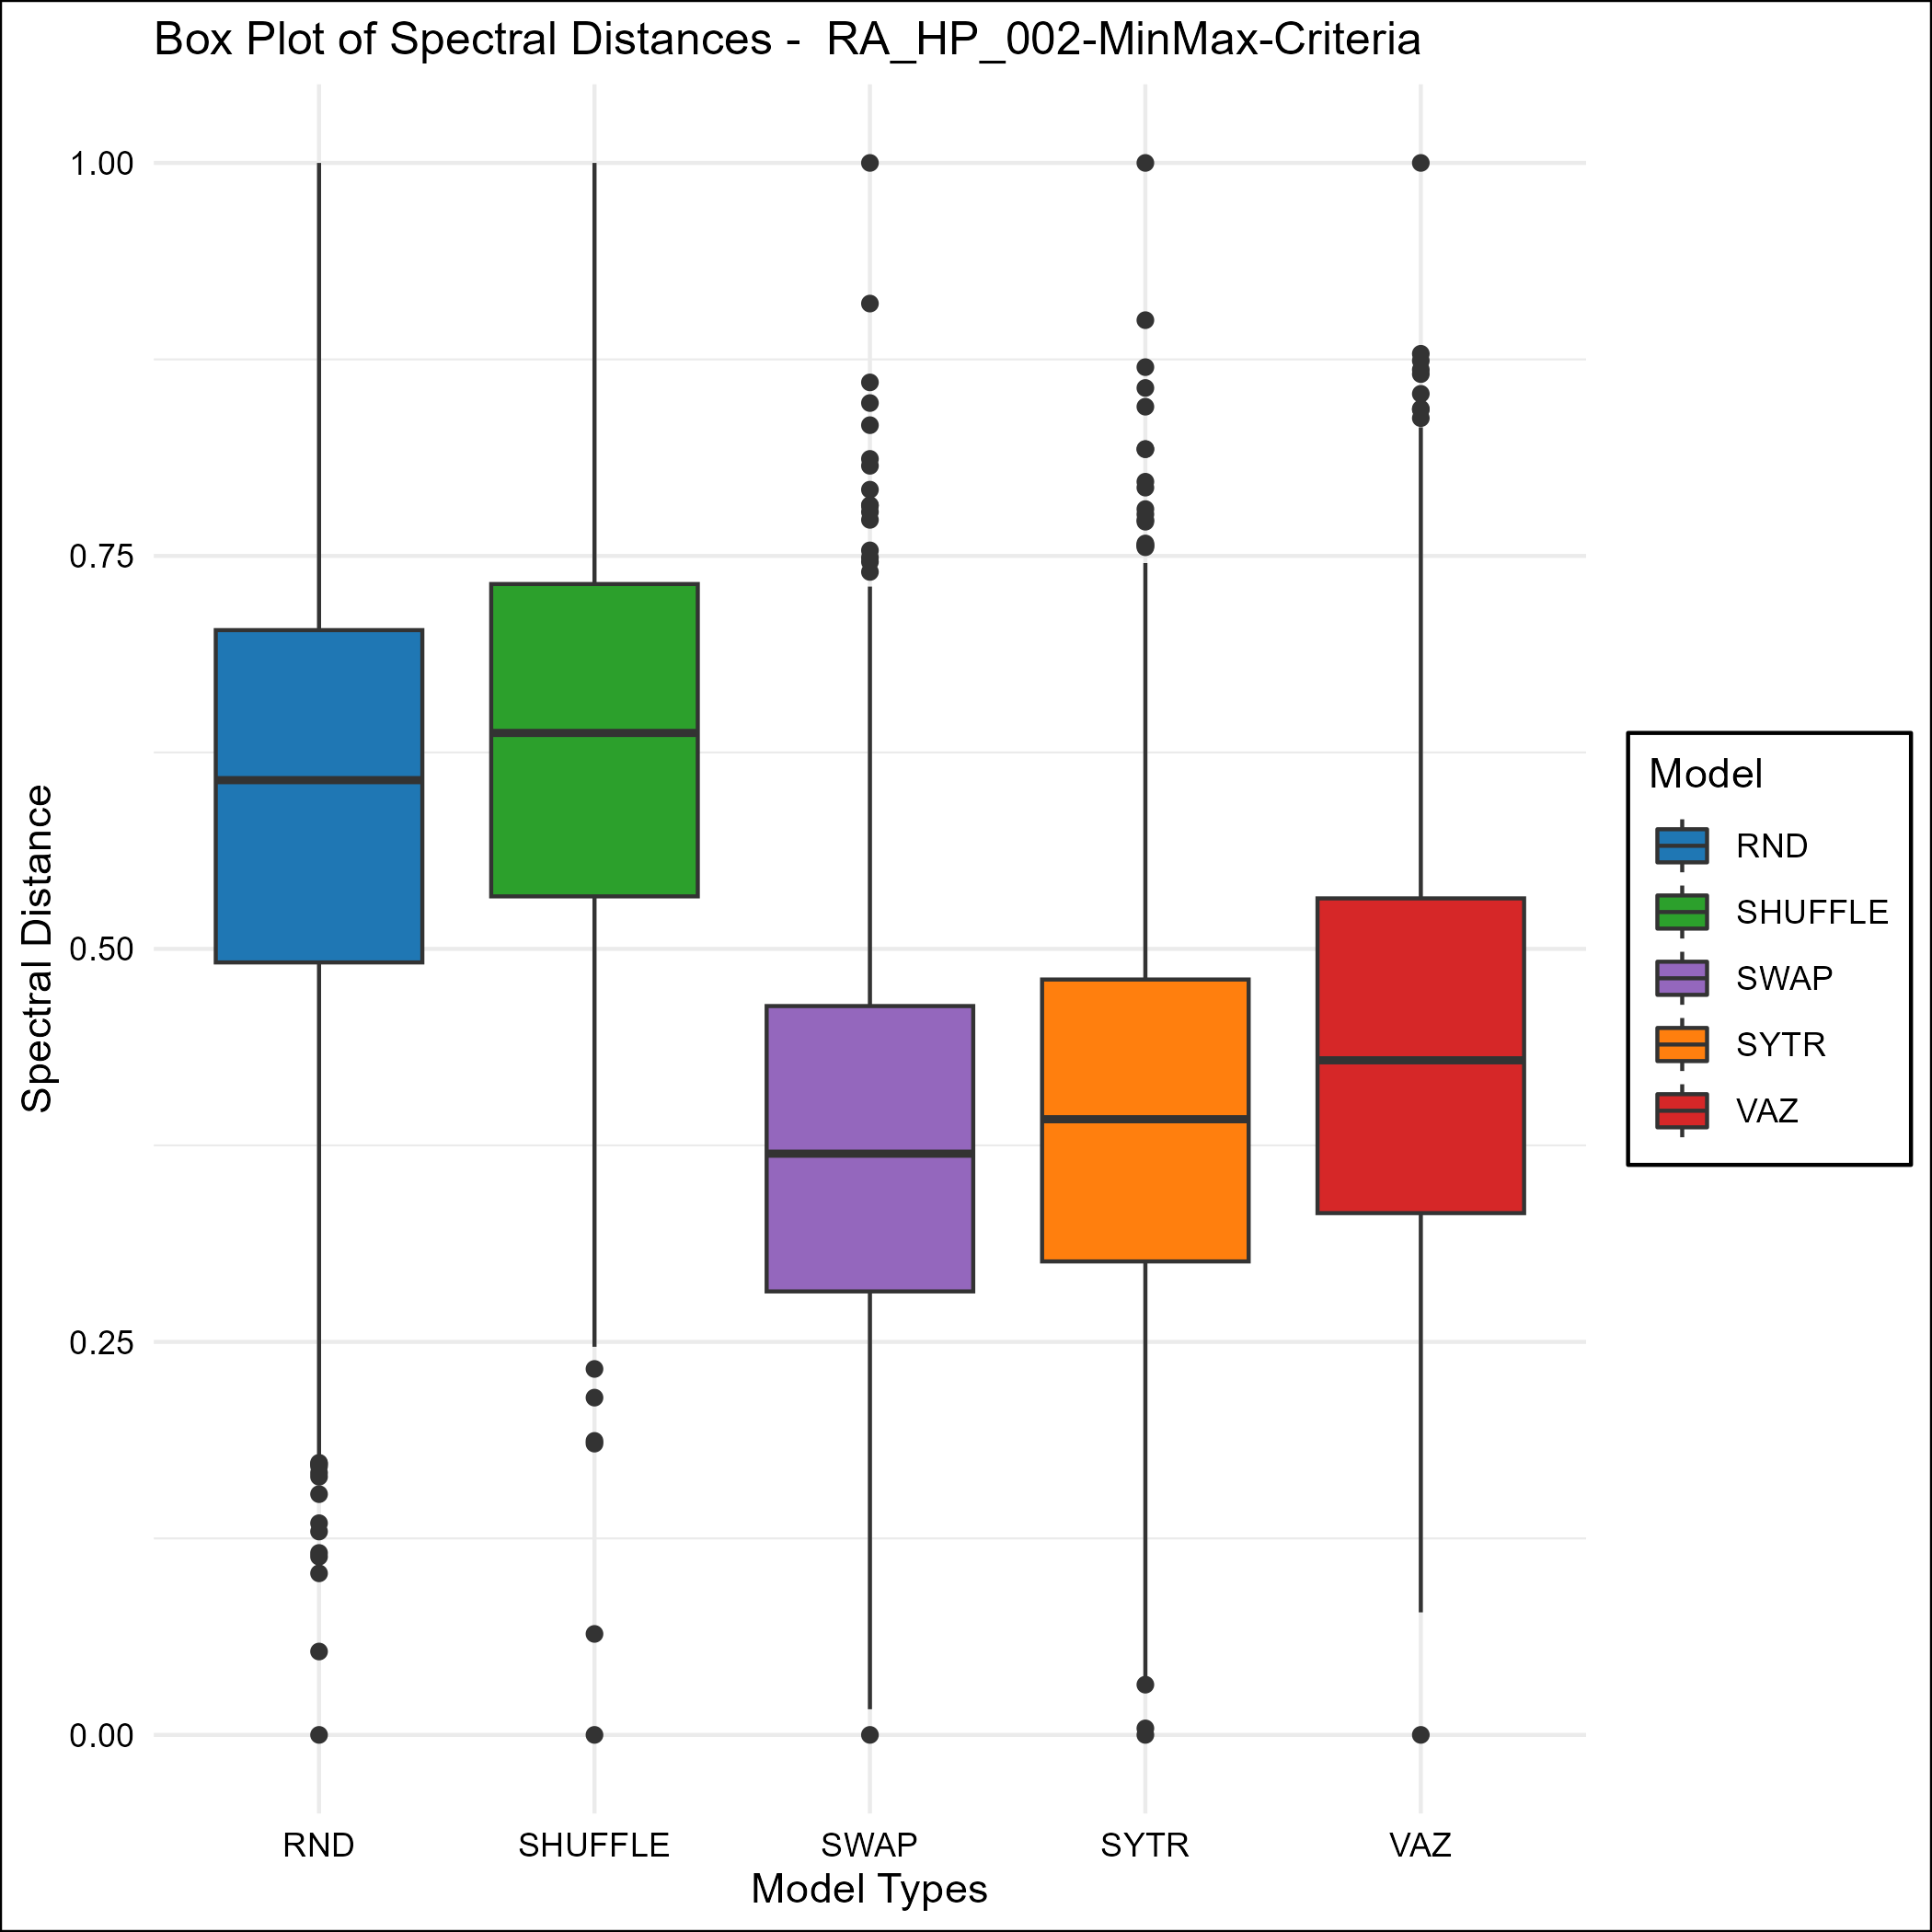 Box Plot of Spectral Distances -  RA_HP_002-MinMax-Criteria
Spectral Distance
1.00
0.75
0.50
0.25
0.00
RND
SHUFFLE
SWAP
SYTR
VAZ
Model Types
Model
RND
SHUFFLE
SWAP
SYTR
VAZ